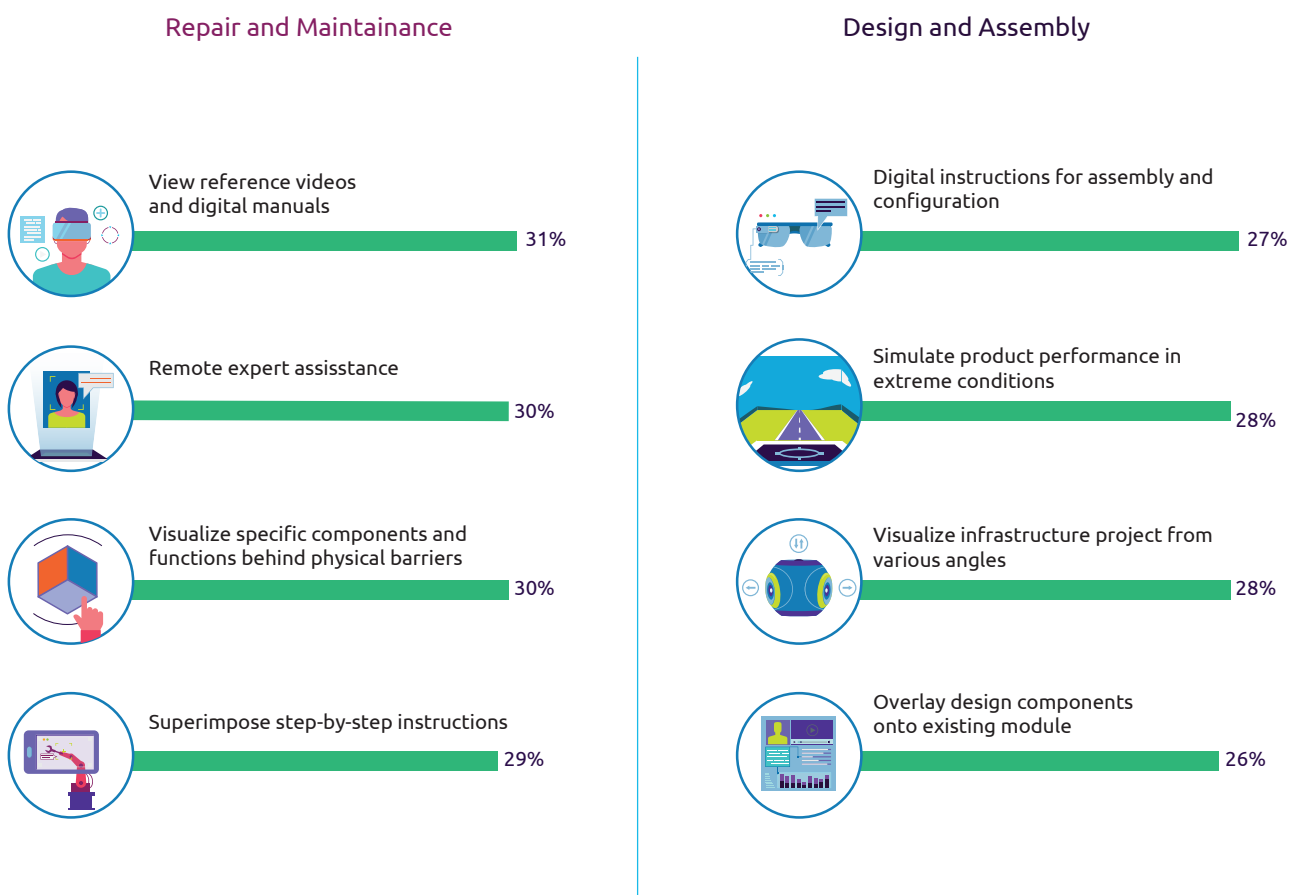 Repair and Maintainance
View reference videos
and digital manuals
31%
Remote expert assisstance
30%
Visualize specific components and
functions behind physical barriers
30%
Superimpose step-by-step instructions
29%
Design and Assembly
Digital instructions for assembly and
configuration
27%
Simulate product performance in
extreme conditions
28%
Visualize infrastructure project from
various angles
28%
Overlay design components
onto existing module
26%